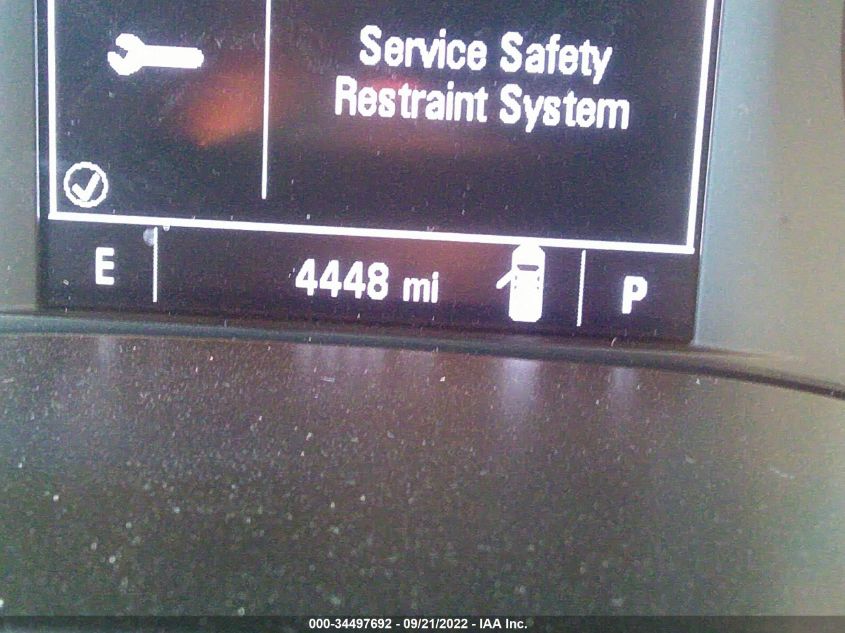 Service Safety
Restraint System
E 4448 mi P
000-34497692 - 09/21/2022 - IAA Inc.